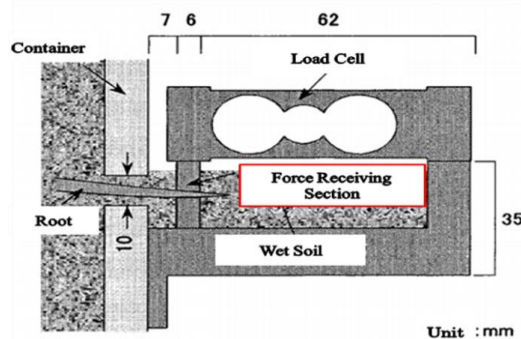 7 6 62
Container
Load Cell
Force Receiving
Section
Root
10
35
Wet Soil
Unit : mm